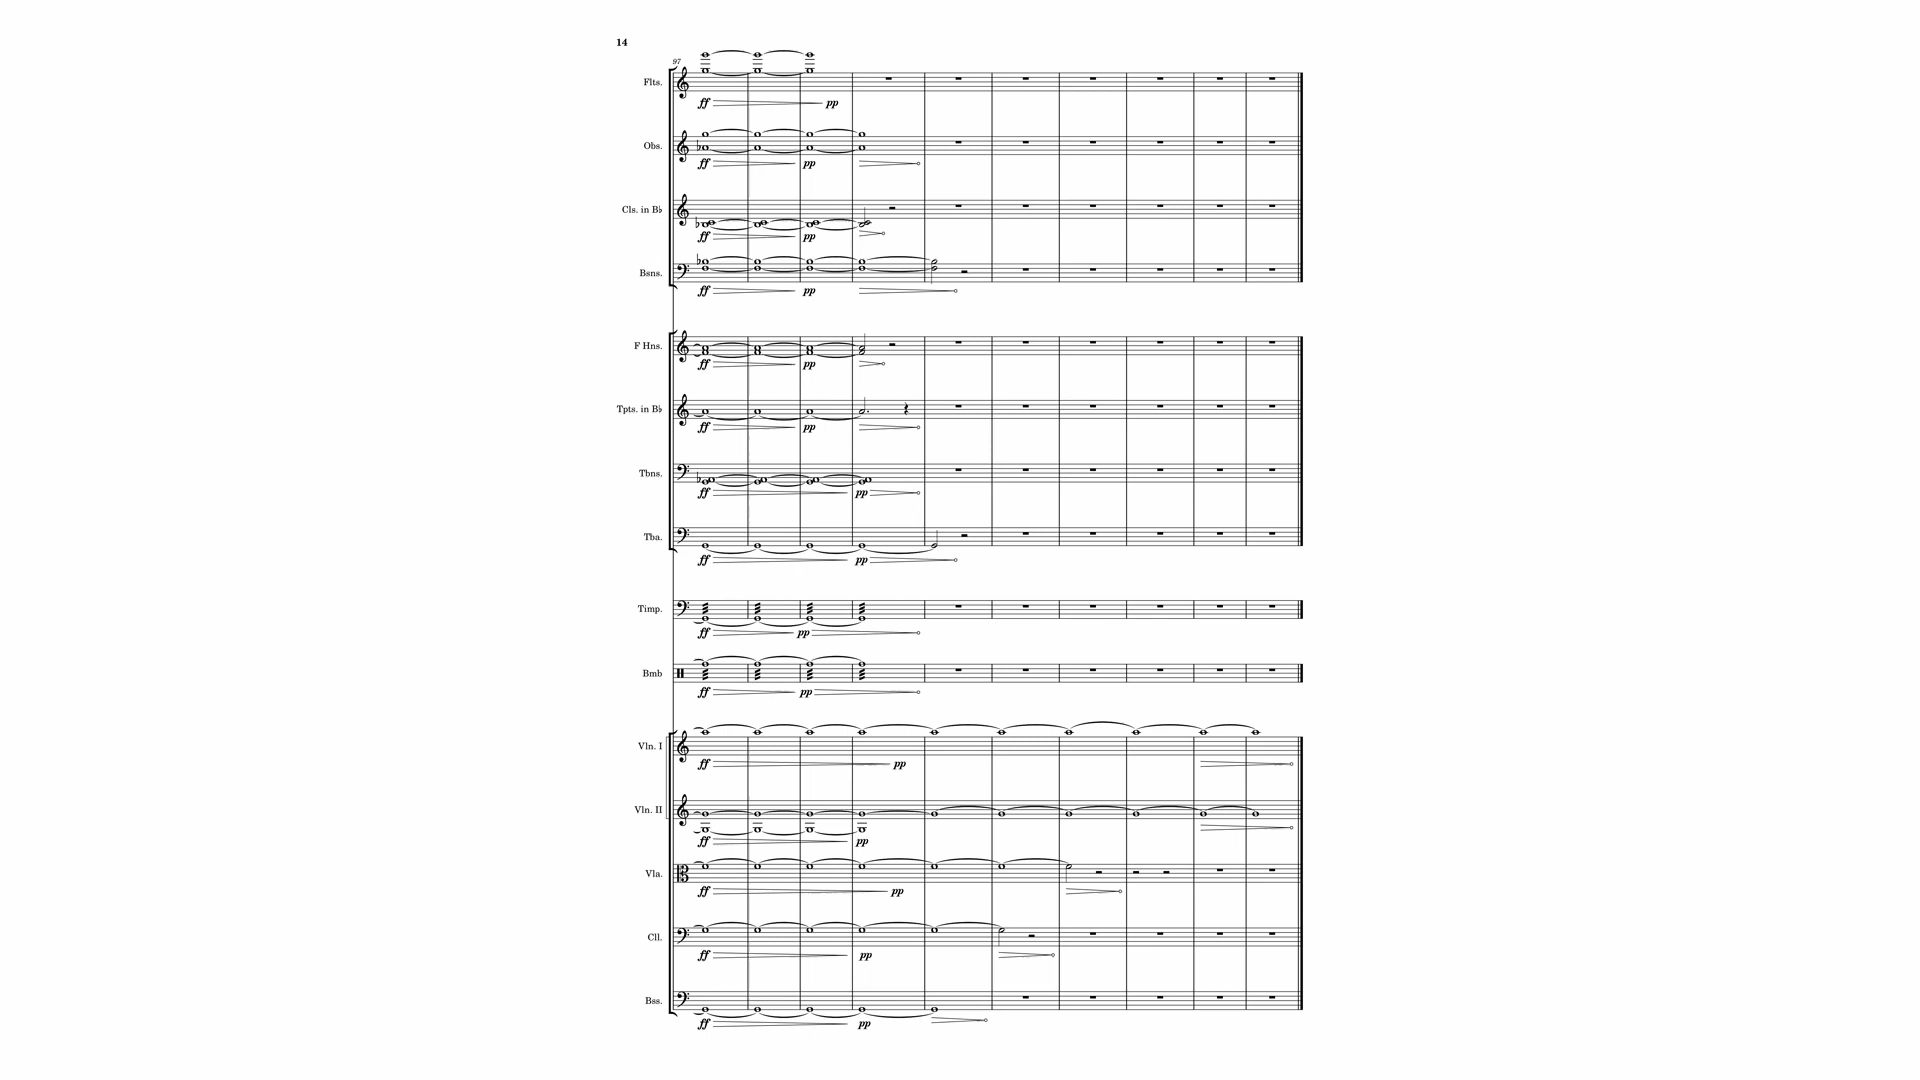 14
97
Flts.
ff pp
Obs.
ff pp
Cls. in B♭
ff pp
Bsns.
ff pp
F Hns.
ff pp
Tpts. in B♭
ff pp
Tbns.
ff pp
Tba.
ff pp
Timp.
ff pp
Bmb
ff pp
Vln. I
ff pp
Vln. II
ff pp
Vla.
ff pp
Cll.
ff pp
Bss.
ff pp